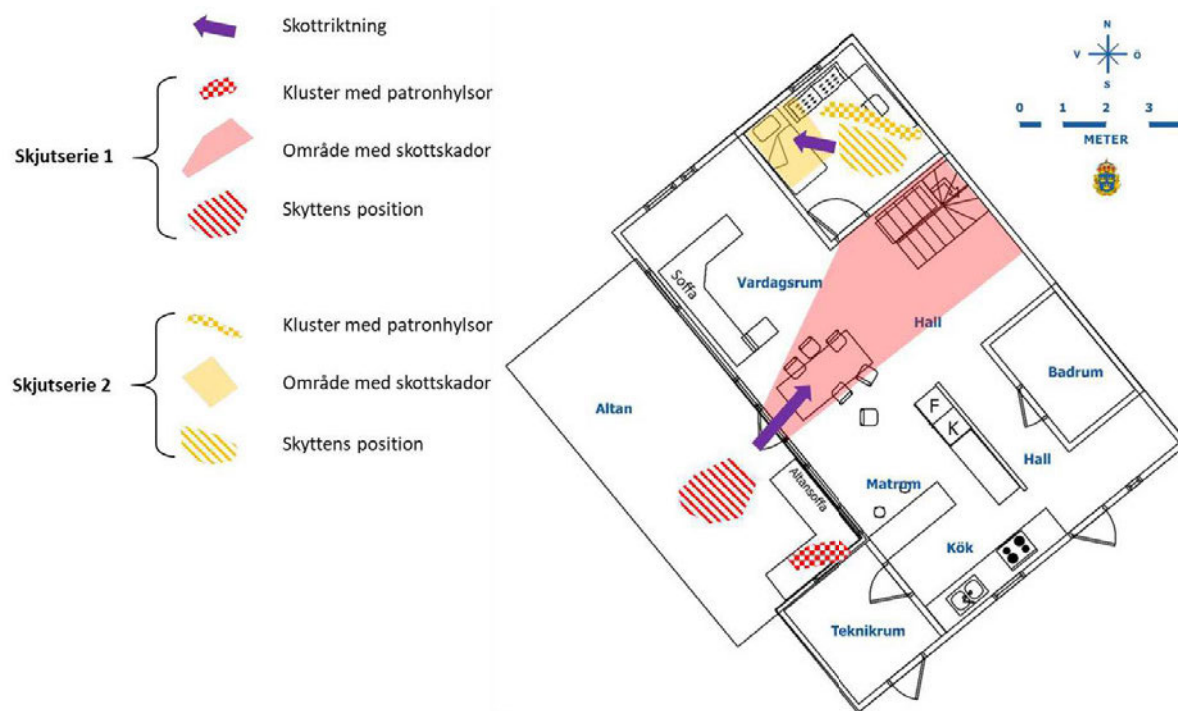 Skottriktning
Skjutserie 1
Kluster med patronhylsor
Område med skottskador
Skyttens position
Skjutserie 2
Kluster med patronhylsor
Område med skottskador
Skyttens position
N
V Ö
S
0 1 2 3
METER
Soffa
Vardagsrum
Hall
Badrum
Altan
F
K
Hall
Altansoffa
Matrum
Kök
Teknikrum